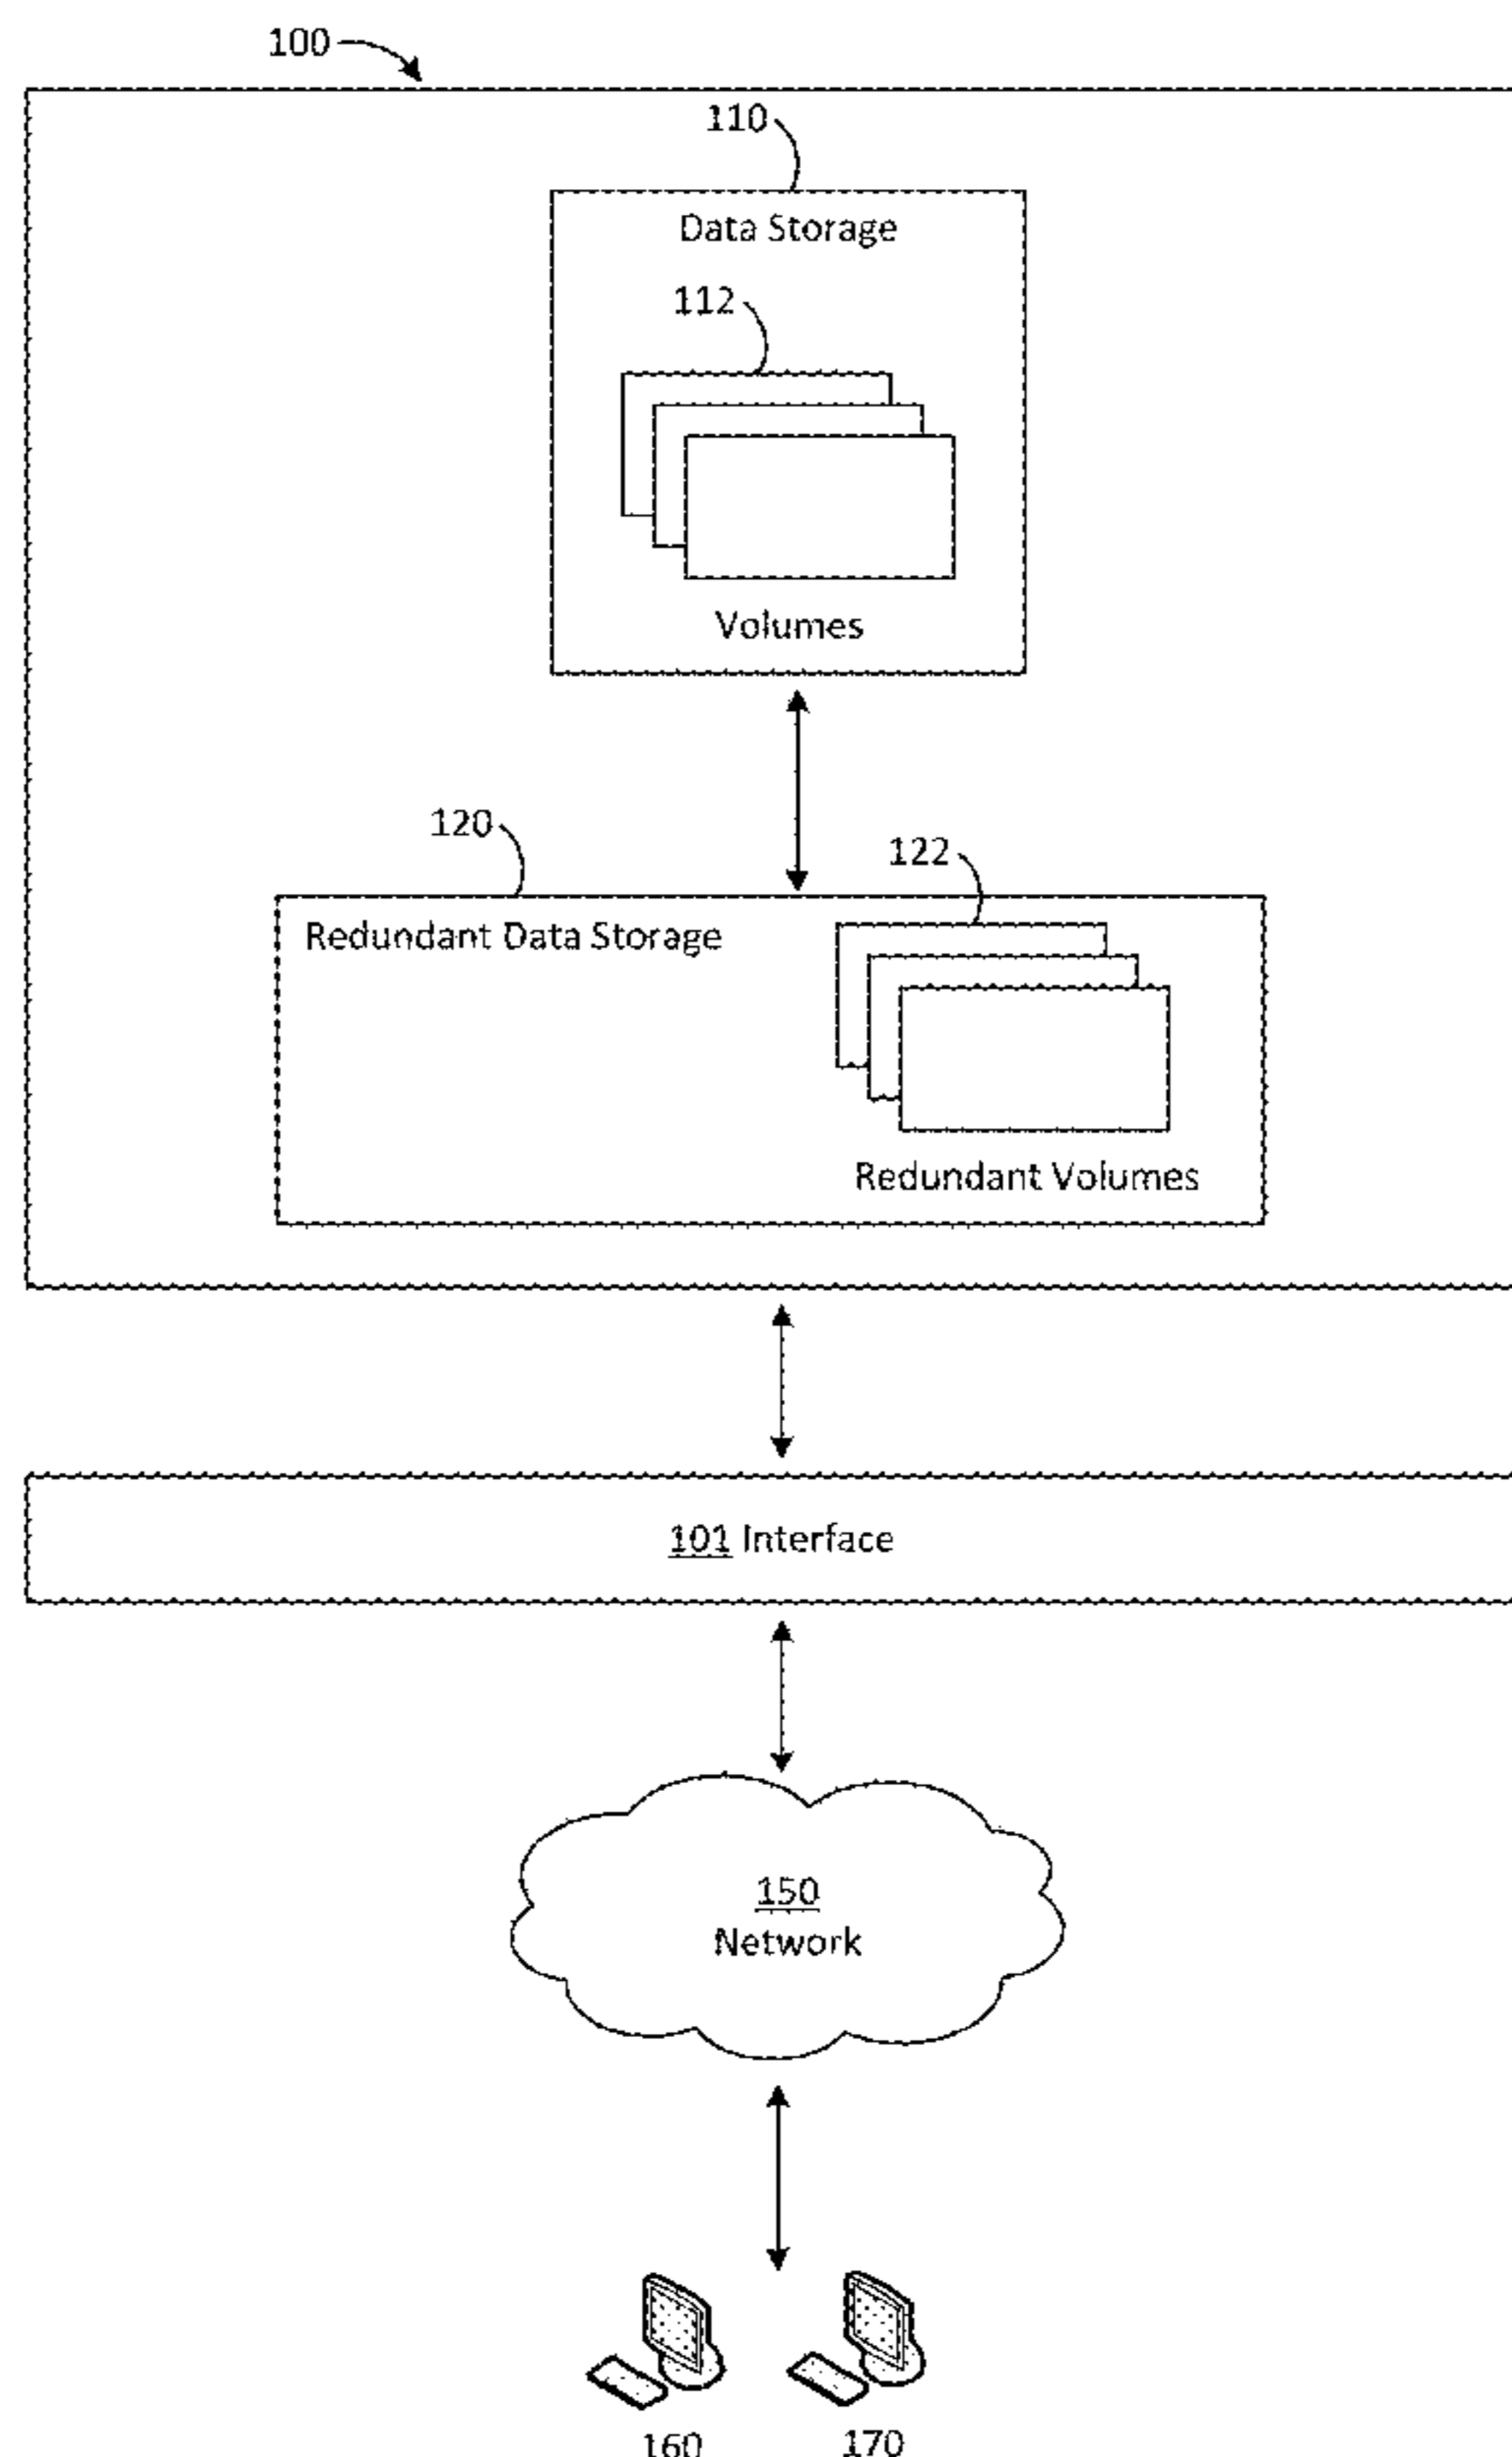 100
110
Data Storage
112
Volumes
120
122
Redundant Data Storage
Redundant Volumes
101 Interface
150
Network
160
170